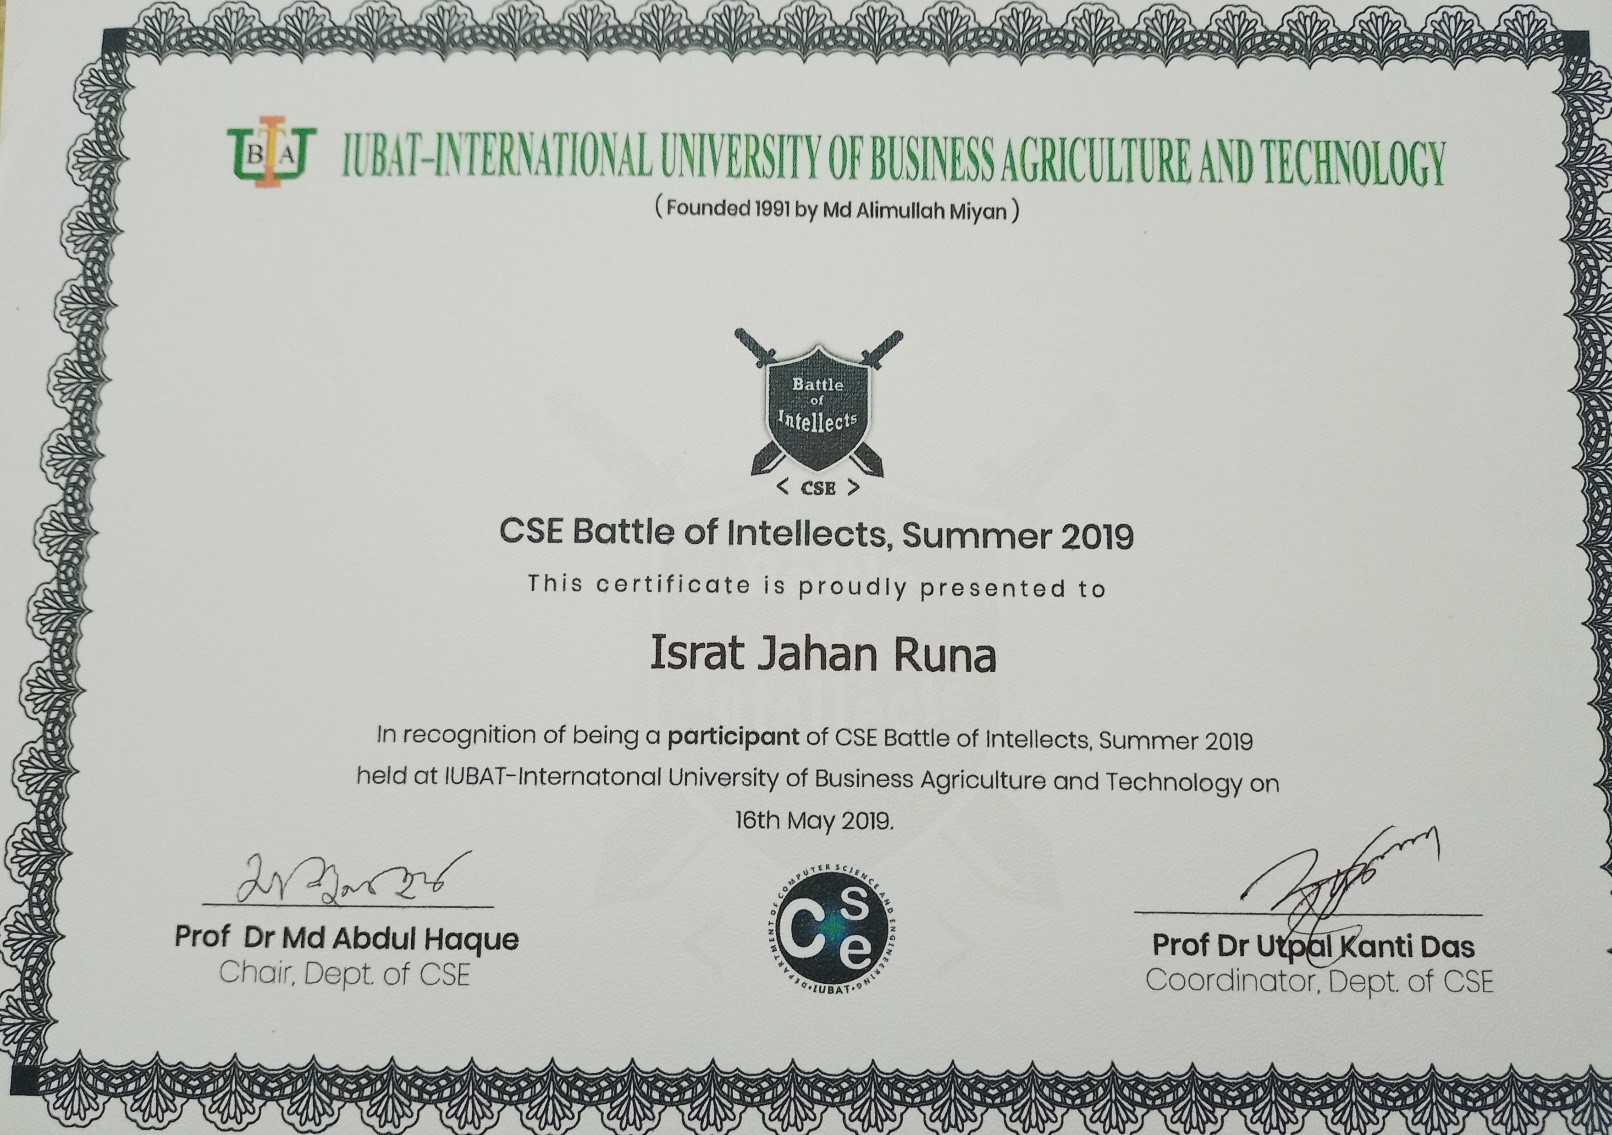 IUBAT
IUBAT-INTERNATIONAL UNIVERSITY OF BUSINESS AGRICULTURE AND TECHNOLOGY
( Founded 1991 by Md Alimullah Miyan )
Battle
of
Intellects
< CSE >
CSE Battle of Intellects, Summer 2019
This certificate is proudly presented to
Israt Jahan Runa
In recognition of being a participant of CSE Battle of Intellects, Summer 2019
held at IUBAT-Internatonal University of Business Agriculture and Technology on
16th May 2019.
Prof Dr Md Abdul Haque
Chair, Dept. of CSE
DEPARTMENT OF COMPUTER SCIENCE AND ENGINEERING
Cse
IUBAT
Prof Dr Utpal Kanti Das
Coordinator, Dept. of CSE